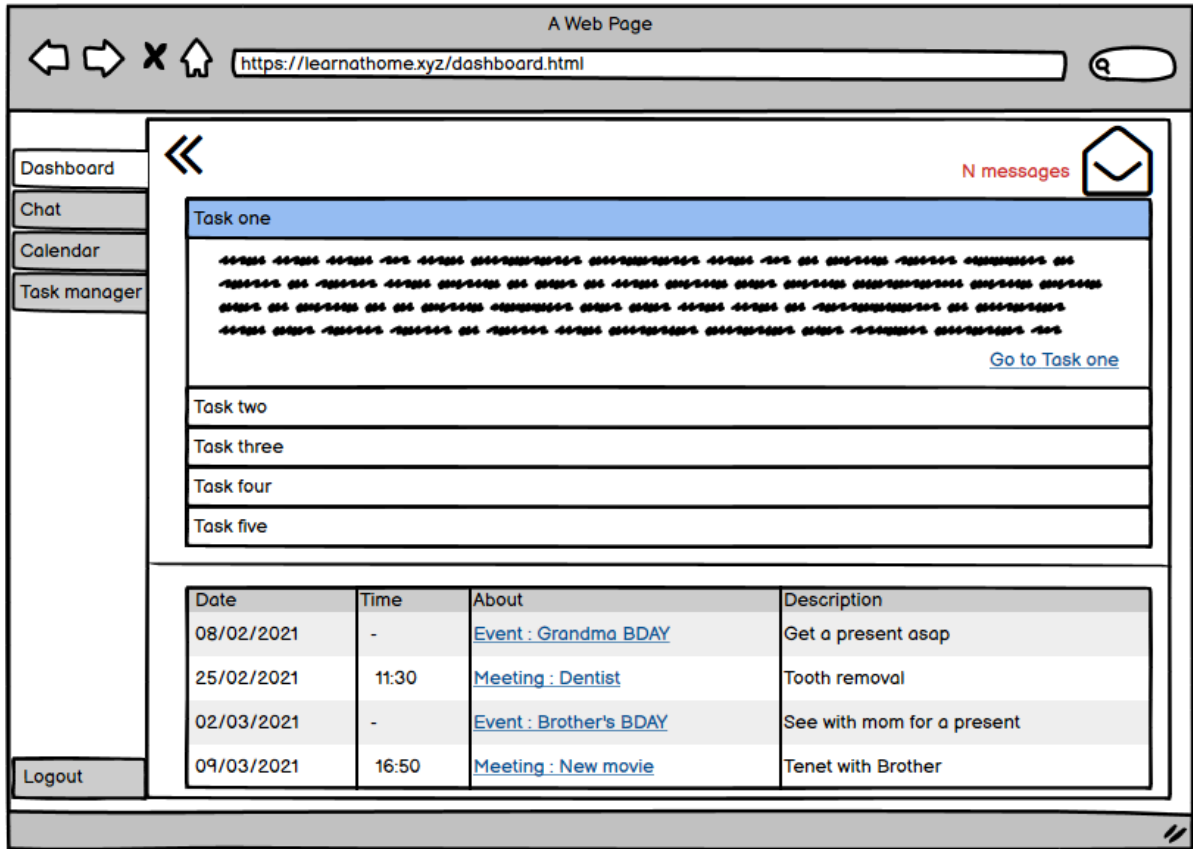 A Web Page
https://learnathome.xyz/dashboard.html
Dashboard
Chat
Calendar
Task manager
Logout
N messages
Task one
Go to Task one
Task two
Task three
Task four
Task five
Date Time About Description
08/02/2021 - Event : Grandma BDAY Get a present asap
25/02/2021 11:30 Meeting : Dentist Tooth removal
02/03/2021 - Event : Brother's BDAY See with mom for a present
09/03/2021 16:50 Meeting : New movie Tenet with Brother